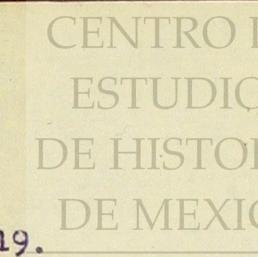 CENTRO
ESTUDIO
DE HISTO
DE MEXIC
19.